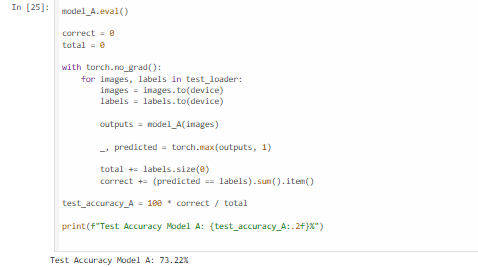 In [25]:
model_A.eval()
correct = 0
total = 0
with torch.no_grad():
for images, labels in test_loader:
images = images.to(device)
labels = labels.to(device)
outputs = model_A(images)
_, predicted = torch.max(outputs, 1)
total += labels.size(0)
correct += (predicted == labels).sum().item()
test_accuracy_A = 100 * correct / total
print(f"Test Accuracy Model A: {test_accuracy_A:.2f}%")
Test Accuracy Model A: 73.22%